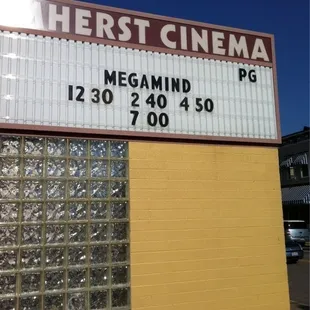 HERST CINEMA
MEGAMIND PG
12 30 2 40 4 50
7 00